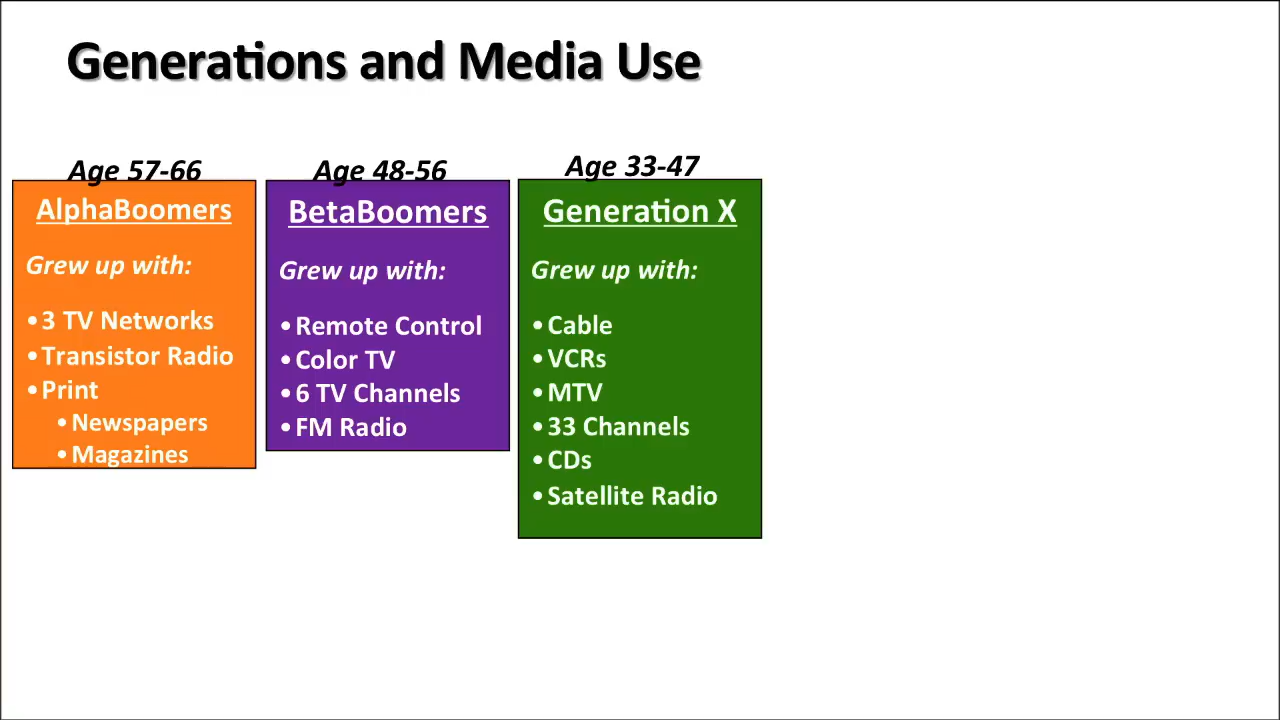 Generations and Media Use
Age 57-66
AlphaBoomers
Grew up with:
•3 TV Networks
•Transistor Radio
•Print
•Newspapers
•Magazines
Age 48-56
BetaBoomers
Grew up with:
•Remote Control
•Color TV
•6 TV Channels
•FM Radio
Age 33-47
Generation X
Grew up with:
•Cable
•VCRs
•MTV
•33 Channels
•CDs
•Satellite Radio